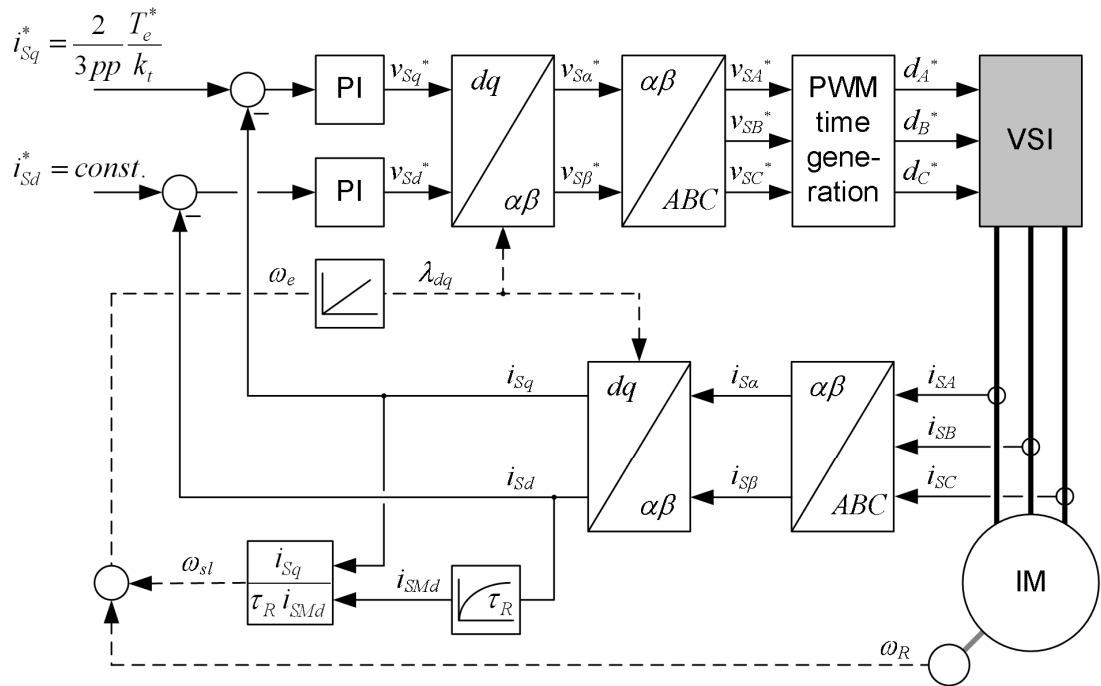 i*Sq = 2/3pp T*e/kt
i*Sd = const.
PI
vSq*
dq
αβ
vSα*
αβ
ABC
vSA*
PWM
time
gene-
ration
dA*
VSI
vSB*
dB*
PI
vSd*
vSβ*
vSC*
dC*
ωe
λdq
iSq
dq
αβ
iSα
αβ
ABC
iSA
iSB
iSd
iSβ
iSC
ωsl
iSq
τR iSMd
iSMd
τR
IM
ωR